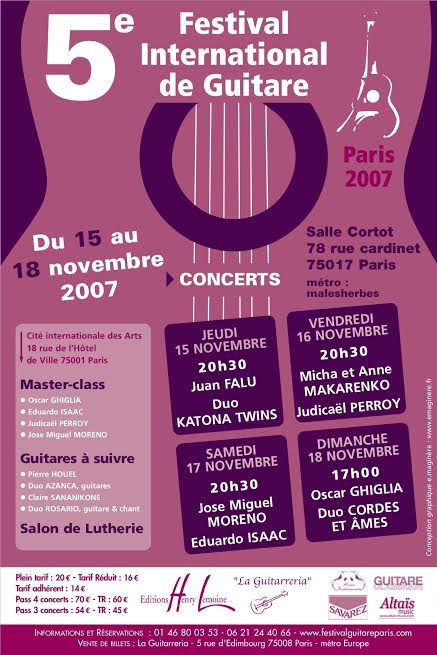 5e Festival
International
de Guitare
Paris
2007
Du 15 au
18 novembre
2007
CONCERTS
Salle Cortot
78 rue cardinet
75017 Paris
métro :
malesherbes
Cité internationale des Arts
18 rue de l'Hôtel
de Ville 75001 Paris
Master-class
Oscar GHIGLIA
Eduardo ISAAC
Judicaël PERROY
Jose Miguel MORENO
Guitares à suivre
Pierre HOUEL
Duo AZANCA, guitares
Claire SANANIKONE
Duo ROSARIO, guitare & chant
Salon de Lutherie
JEUDI
15 NOVEMBRE
20h30
Juan FALU
Duo
KATONA TWINS
VENDREDI
16 NOVEMBRE
20h30
Micha et Anne
MAKARENKO
Judicaël PERROY
SAMEDI
17 NOVEMBRE
20h30
Jose Miguel
MORENO
Eduardo ISAAC
DIMANCHE
18 NOVEMBRE
17h00
Oscar GHIGLIA
Duo CORDES
ET ÂMES
Conception graphique e.maginère : www.emaginere.fr
Plein tarif : 20 € - Tarif Réduit : 16 €
Tarif adhérent : 14 €
Pass 4 concerts : 70 € - TR : 60 €
Pass 3 concerts : 54 € - TR : 45 €
Editions Henry Lemoine
"La Guitarreria"
SAVAREZ
GUITARE
Altaïs
music
INFORMATIONS ET RÉSERVATIONS : 01 46 80 03 53 - 06 21 24 40 66 - www.festivalguitareparis.com
VENTE DE BILLETS : La Guitarreria - 5 rue d'Edimbourg 75008 Paris - métro Europe